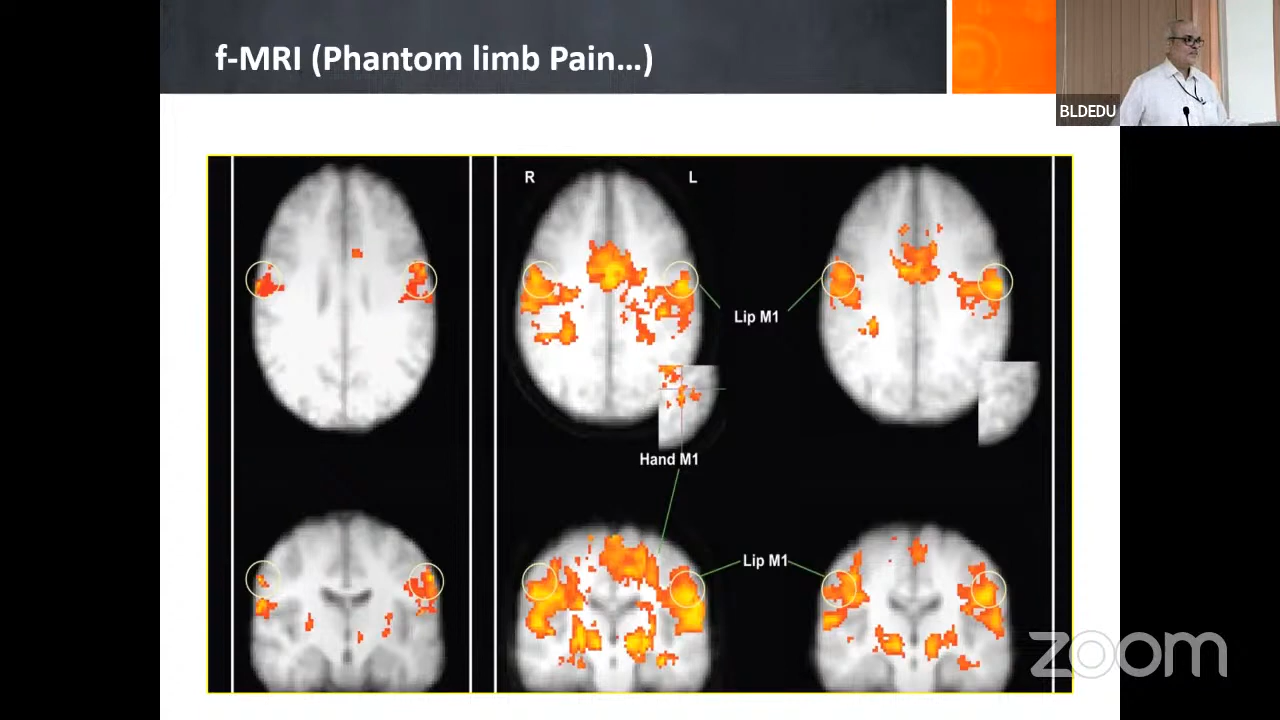 f-MRI (Phantom limb Pain...)
BLDEDU
R
L
Lip M1
Hand M1
Lip M1
zoom